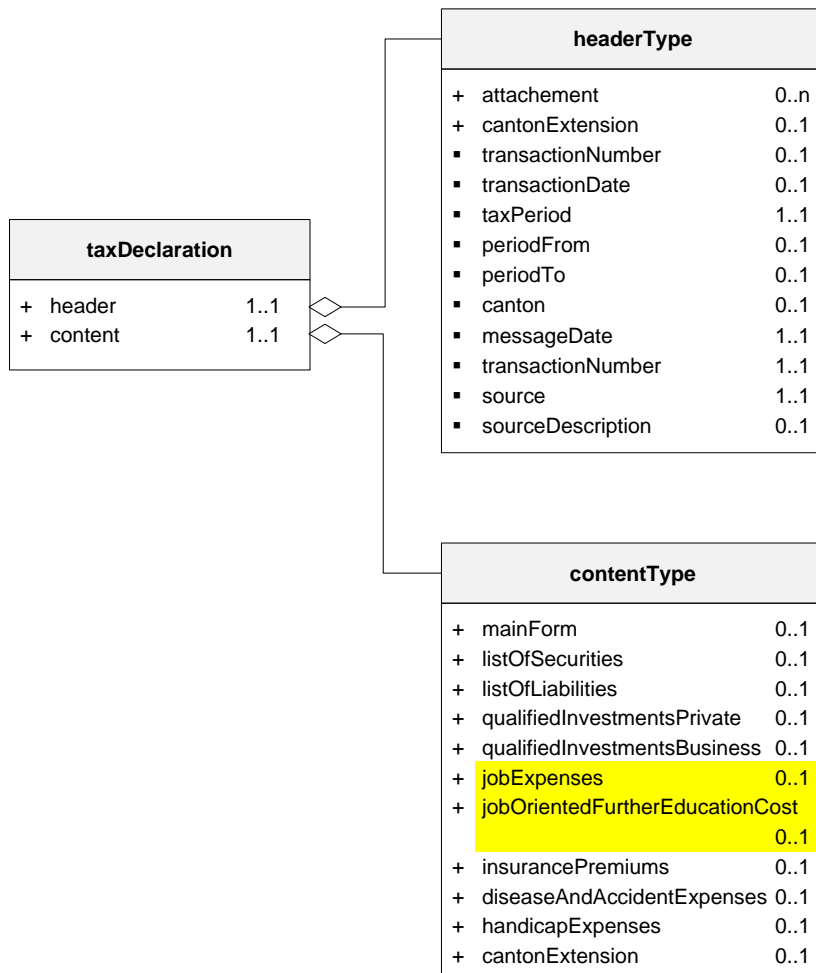 headerType
+ attachement 0..n
+ cantonExtension 0..1
▪ transactionNumber 0..1
▪ transactionDate 0..1
▪ taxPeriod 1..1
▪ periodFrom 0..1
▪ periodTo 0..1
▪ canton 0..1
▪ messageDate 1..1
▪ transactionNumber 1..1
▪ source 1..1
▪ sourceDescription 0..1
taxDeclaration
+ header 1..1
+ content 1..1
contentType
+ mainForm 0..1
+ listOfSecurities 0..1
+ listOfLiabilities 0..1
+ qualifiedInvestmentsPrivate 0..1
+ qualifiedInvestmentsBusiness 0..1
+ jobExpenses 0..1
+ jobOrientedFurtherEducationCost
0..1
+ insurancePremiums 0..1
+ diseaseAndAccidentExpenses 0..1
+ handicapExpenses 0..1
+ cantonExtension 0..1